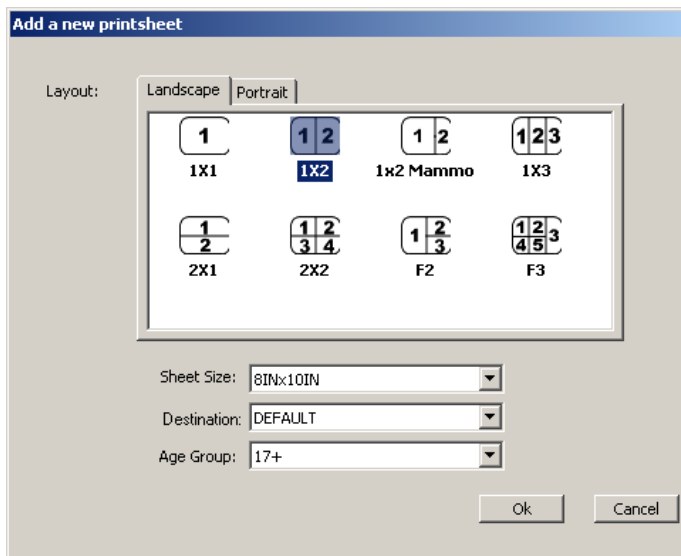 Add a new printsheet
Layout:
Landscape Portrait
1 1 2 1 2 1 2 3
1X1 1X2 1x2 Mammo 1X3
1 1 2 1 2 1 2 3
2 3 4 3 4 5
2X1 2X2 F2 F3
Sheet Size: 8INx10IN
Destination: DEFAULT
Age Group: 17+
Ok Cancel